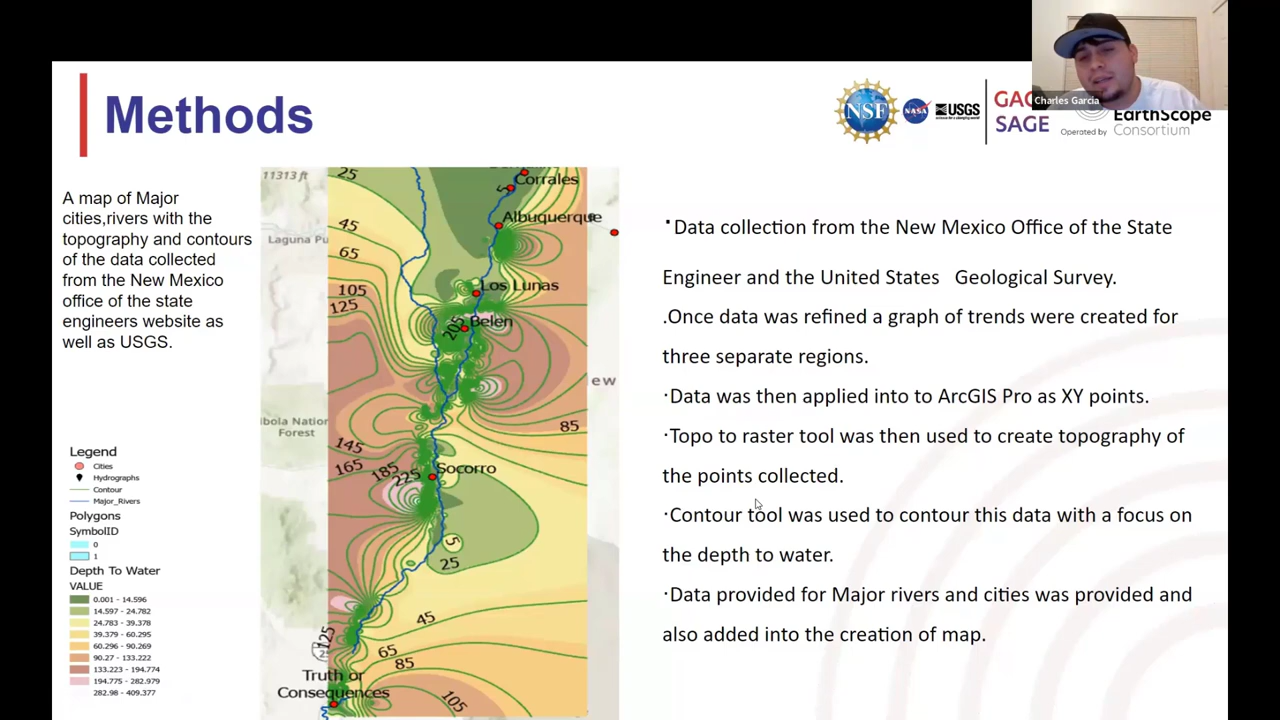 Methods
NSF
NASA
USGS
SAGE
Operated by
EarthScope
Consortium
Charles Garcia
A map of Major
cities,rivers with the
topography and contours
of the data collected
from the New Mexico
office of the state
engineers website as
well as USGS.
Legend
Cities
Hydrographs
Contour
Major_Rivers
Polygons
SymbolID
0
1
Depth To Water
VALUE
0.001 - 14.596
14.597 - 24.782
24.783 - 39.378
39.379 - 60.295
60.296 - 90.269
90.27 - 133.222
133.223 - 194.774
194.775 - 282.979
282.98 - 409.377
11313 ft
25
5
Corrales
45
Albuquerque
Laguna Pu
65
105
Los Lunas
125
205
Belen
ew
85
ibola Nation
Forest
145
165
185
225
Socorro
5
25
45
125
65
85
Truth or
Consequences
105
·Data collection from the New Mexico Office of the State
Engineer and the United States Geological Survey.
.Once data was refined a graph of trends were created for
three separate regions.
·Data was then applied into to ArcGIS Pro as XY points.
·Topo to raster tool was then used to create topography of
the points collected.
·Contour tool was used to contour this data with a focus on
the depth to water.
·Data provided for Major rivers and cities was provided and
also added into the creation of map.